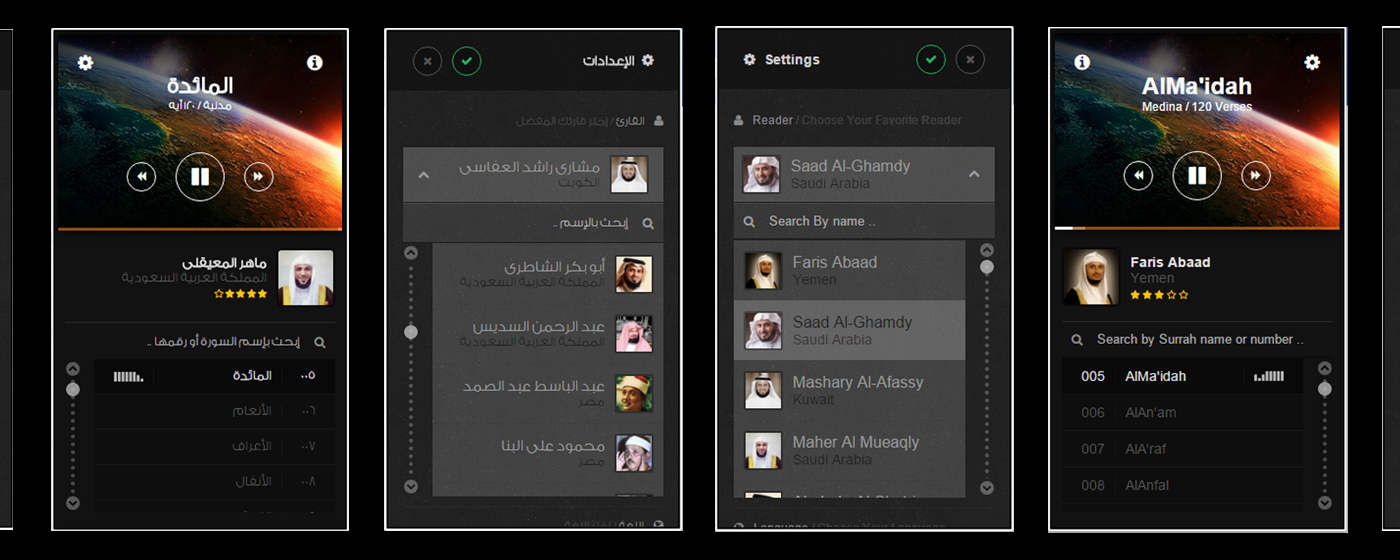 المائدة
مدنية / ١٢٠ آيه
ماهر المعيقلي
المملكة العربية السعودية
إبحث بإسم السورة أو رقمها ..
٠٠٥ المائدة
٠٠٦ الأنعام
٠٠٧ الأعراف
٠٠٨ الأنفال
الإعدادات
القارئ / إختر قارئك المفضل
مشاري راشد العفاسي
الكويت
إبحث بالإسم ..
أبو بكر الشاطري
المملكة العربية السعودية
عبد الرحمن السديس
المملكة العربية السعودية
عبد الباسط عبد الصمد
مصر
محمود علي البنا
مصر
اللغة / إختر اللغة
Settings
Reader / Choose Your Favorite Reader
Saad Al-Ghamdy
Saudi Arabia
Search By name ..
Faris Abaad
Yemen
Saad Al-Ghamdy
Saudi Arabia
Mashary Al-Afassy
Kuwait
Maher Al Mueaqly
Saudi Arabia
Language / Choose Your Language
AlMa'idah
Medina / 120 Verses
Faris Abaad
Yemen
Search by Surrah name or number ..
005 AlMa'idah
006 AlAn'am
007 AlA'raf
008 AlAnfal